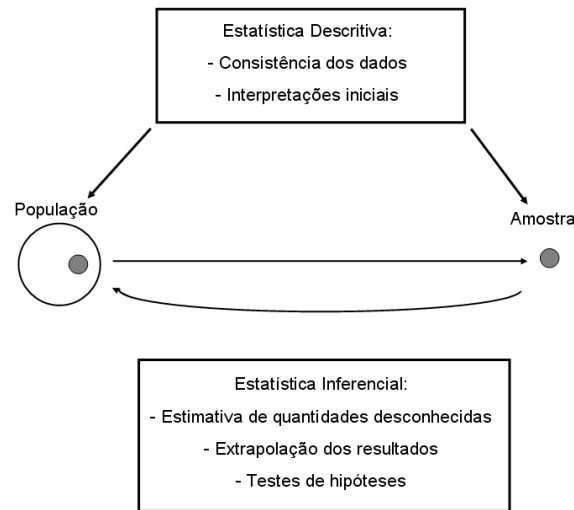 Estatística Descritiva:
- Consistência dos dados
- Interpretações iniciais
População
Amostra
Estatística Inferencial:
- Estimativa de quantidades desconhecidas
- Extrapolação dos resultados
- Testes de hipóteses